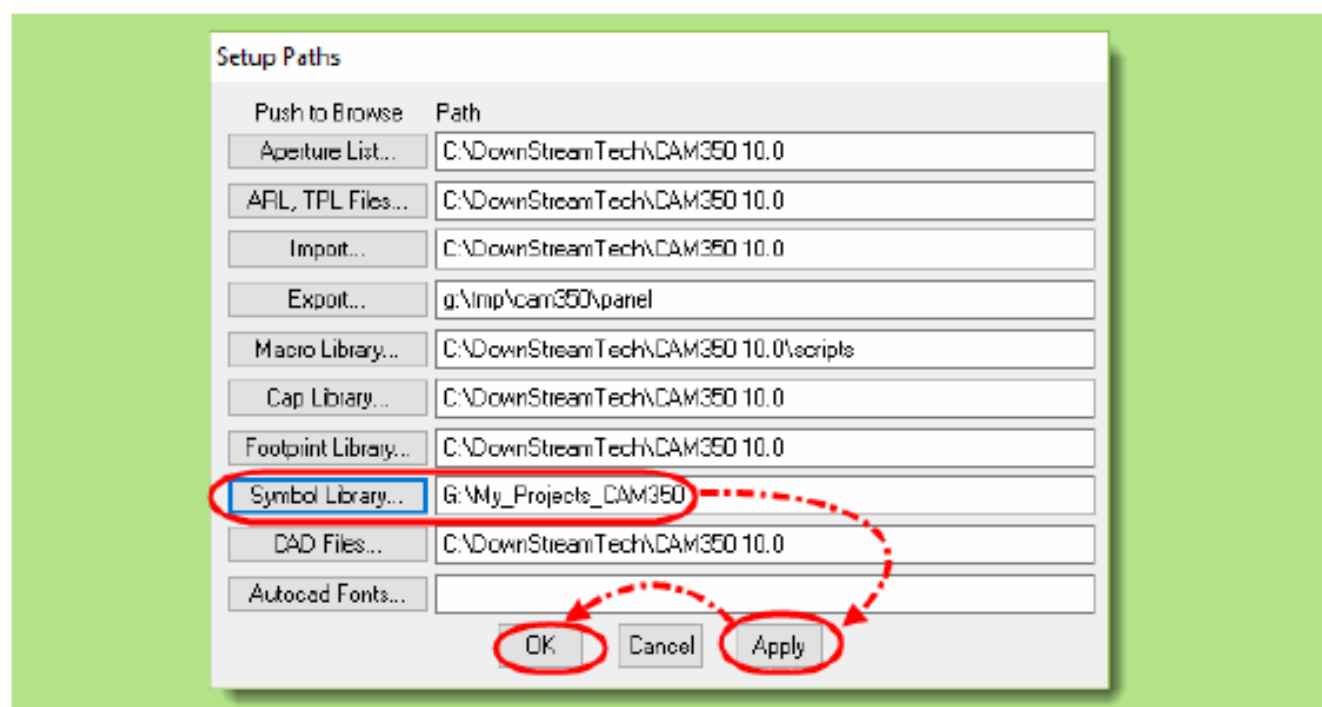 Setup Paths
Push to Browse Path
Aperture List... C:\DownStreamTech\CAM350 10.0
ARL, TPL Files... C:\DownStreamTech\CAM350 10.0
Import... C:\DownStreamTech\CAM350 10.0
Export... g:\tmp\cam350\panel
Macro Library... C:\DownStreamTech\CAM350 10.0\scripts
Cap Library... C:\DownStreamTech\CAM350 10.0
Footpint Library... C:\DownStreamTech\CAM350 10.0
Symbol Library... G:\My_Projects_CAM350
CAD Files... C:\DownStreamTech\CAM350 10.0
Autocad Fonts...
OK Cancel Apply